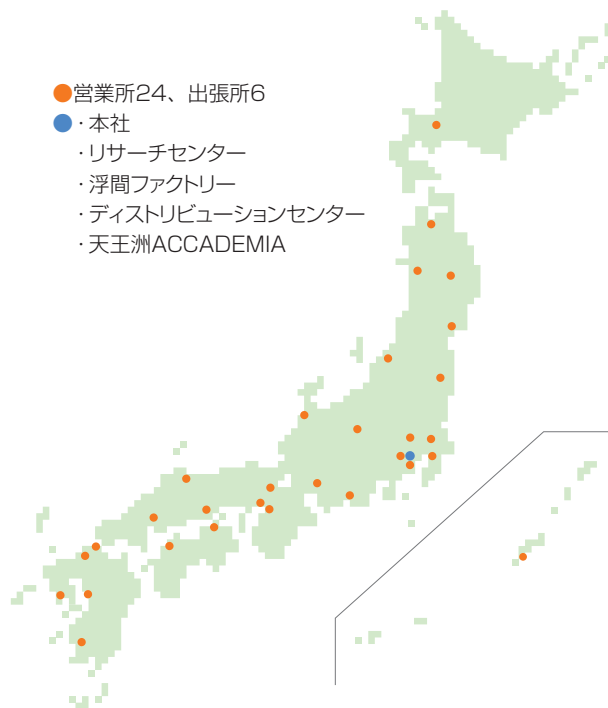 ●営業所24、出張所6
●・本社
・リサーチセンター
・浮間ファクトリー
・ディストリビューションセンター
・天王洲ACCADEMIA